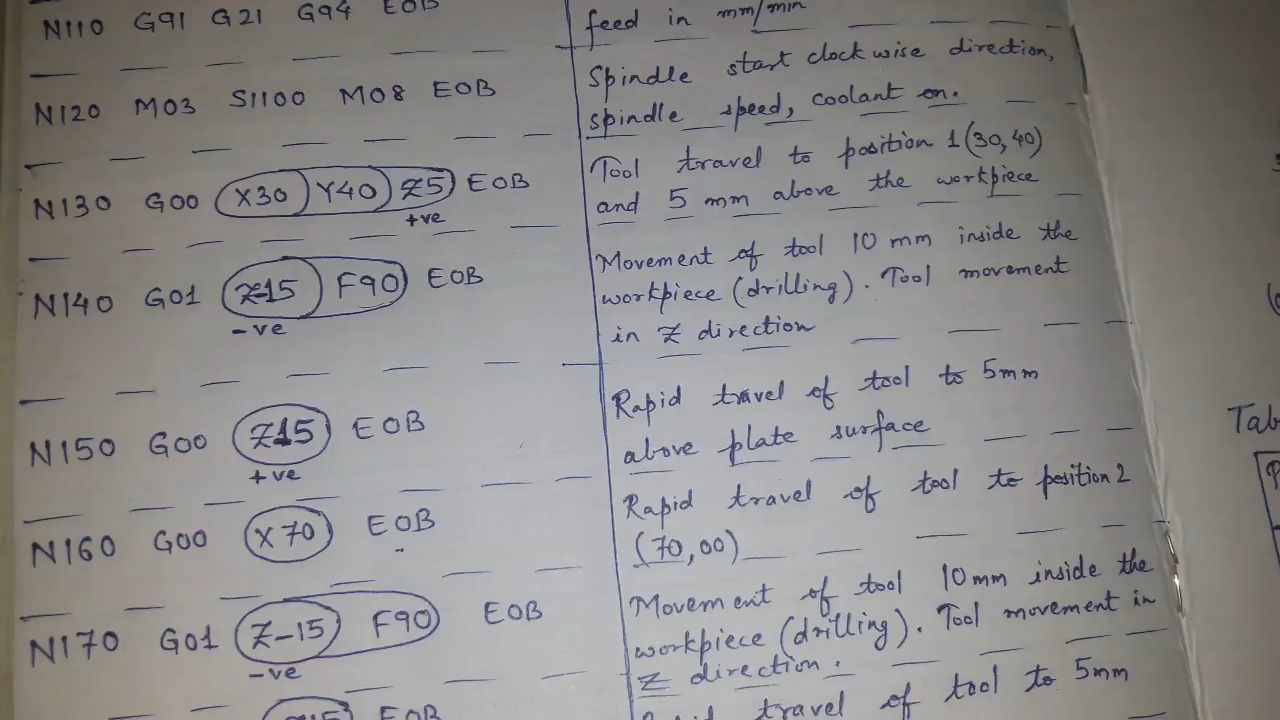 N110 G91 G21 G94 EOB
feed in mm/min
N120 M03 S1100 M08 EOB
Spindle start clockwise direction,
spindle speed, coolant on.
N130 G00 X30 Y40 Z5 EOB
+ve
Tool travel to position 1(30,40)
and 5 mm above the workpiece
N140 G01 Z-15 F90 EOB
-ve
Movement of tool 10 mm inside the
workpiece (drilling). Tool movement
in Z direction
N150 G00 Z15 EOB
+ve
Rapid travel of tool to 5mm
above plate surface
N160 G00 X70 EOB
Rapid travel of tool to position 2
(70,00)
N170 G01 Z-15 F90 EOB
-ve
Movement of tool 10mm inside the
workpiece (drilling). Tool movement in
Z direction.
EOB
travel of tool to 5mm
Tab